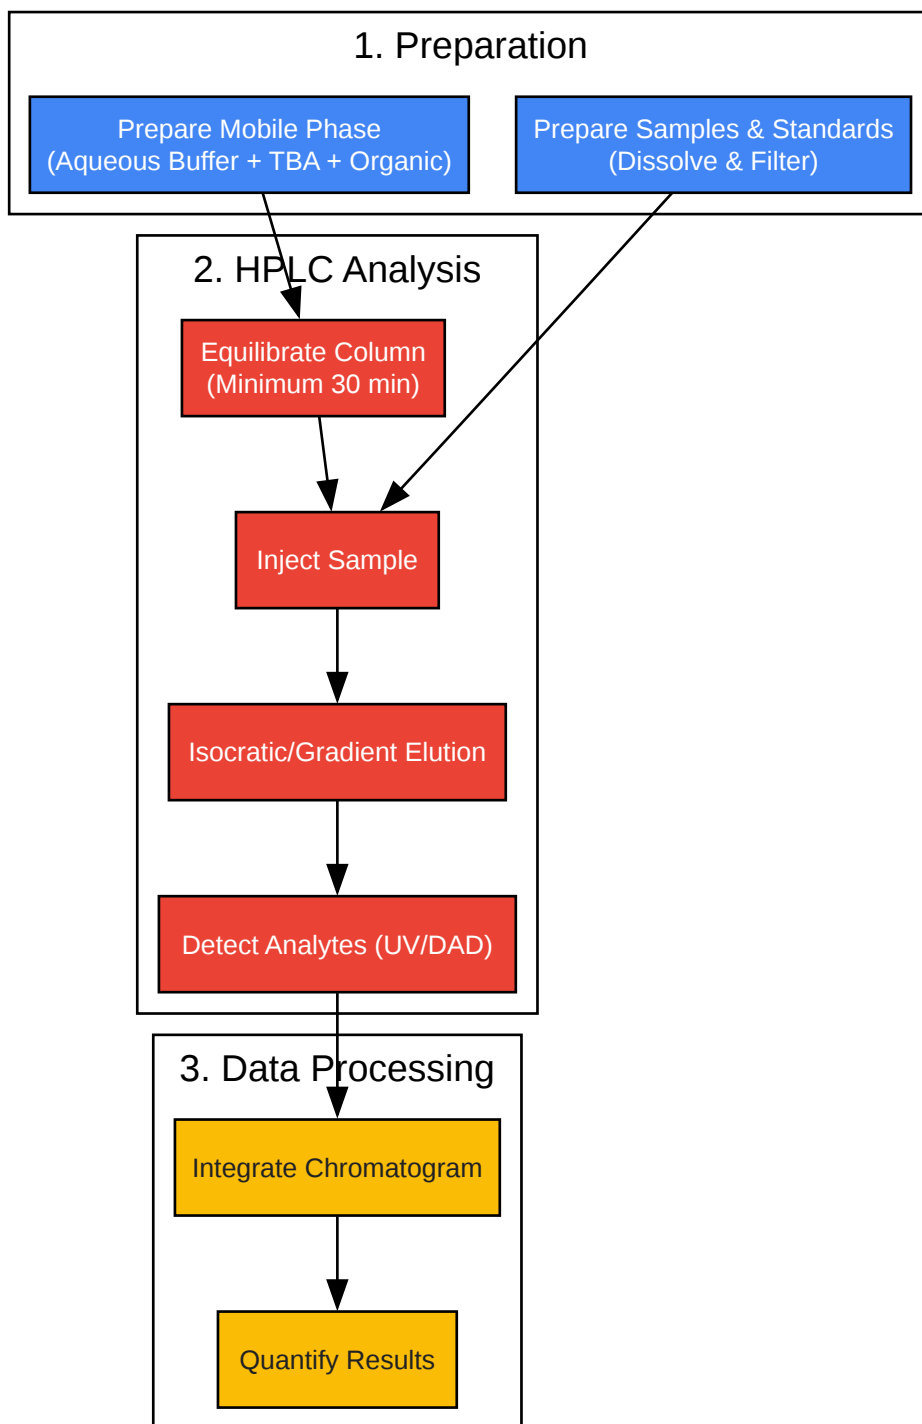 1. Preparation
Prepare Mobile Phase
(Aqueous Buffer + TBA + Organic)
Prepare Samples & Standards
(Dissolve & Filter)
2. HPLC Analysis
Equilibrate Column
(Minimum 30 min)
Inject Sample
Isocratic/Gradient Elution
Detect Analytes (UV/DAD)
3. Data Processing
Integrate Chromatogram
Quantify Results